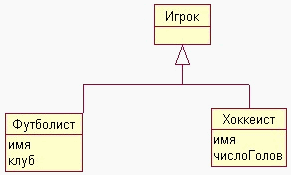 Игрок
Футболист
имя
клуб
Хоккеист
имя
числоГолов